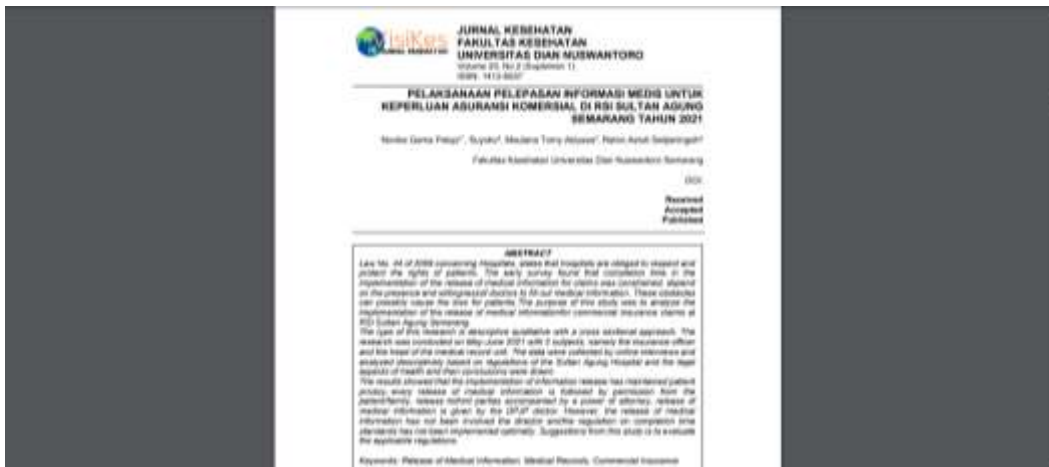 VisiKes
JURNAL KESEHATAN
JURNAL KESEHATAN
FAKULTAS KESEHATAN
UNIVERSITAS DIAN NUSWANTORO
PELAKSANAAN PELEPASAN INFORMASI MEDIS UNTUK
KEPERLUAN ASURANSI KOMERSIAL DI RSI SULTAN AGUNG
SEMARANG TAHUN 2021
Fakultas Kesehatan Universitas Dian Nuswantoro Semarang
DOI:
Received
Accepted
Published
ABSTRACT
Law No. 44 of 2009 concerning Hospitals, states that hospitals are obliged to respect and
protect the rights of patients. The early survey found that completion time in the
implementation of the release of medical information for claims was constrained, depend
on the presence and willingness of doctors to fill out medical information. These obstacles
can possibly cause the loss for patients. The purpose of this study was to analyze the
implementation of the release of medical information for commercial insurance claims at
RSI Sultan Agung Semarang.
The type of this research is descriptive qualitative with a cross sectional approach. The
research was conducted on May-June 2021 with subjects, namely the insurance officer
and the head of the medical record unit. The data were collected by online interviews and
analyzed descriptively based on regulations of the Sultan Agung Hospital and the legal
aspects of health and then conclusions were drawn.
The results showed that the implementation of information release has maintained patient
privacy, every release of medical information is followed by permission from the
patient/family, release parties accompanied by a power of attorney, release of
medical information is given by the DPJP doctor. However, the release of medical
information has not been involved the director and the regulation on completion time
standards has not been implemented optimally. Suggestions from this study is to evaluate
the applicable regulations.
Keywords: Release of Medical Information, Medical Records, Commercial Insurance